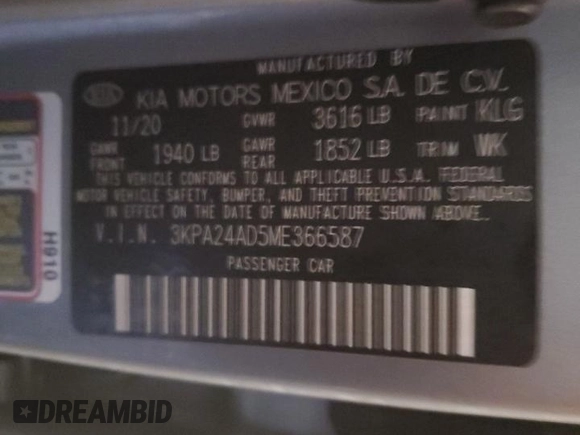 MANUFACTURED BY
KIA KIA MOTORS MEXICO S.A. DE C.V.
11/20 GVWR 3616 LB PAINT KLG
GAWR FRONT 1940 LB GAWR REAR 1852 LB TRIM WK
THIS VEHICLE CONFORMS TO ALL APPLICABLE U.S.A. FEDERAL
MOTOR VEHICLE SAFETY, BUMPER, AND THEFT PREVENTION STANDARDS
IN EFFECT ON THE DATE OF MANUFACTURE SHOWN ABOVE.
V.I.N. 3KPA24AD5ME366587
PASSENGER CAR
H910
DREAMBID